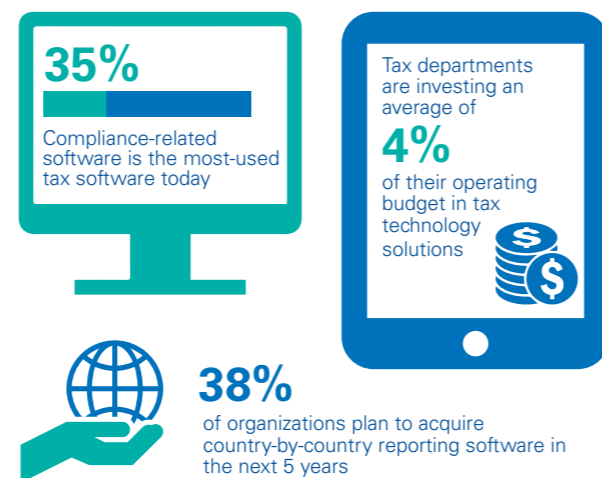 35%
Compliance-related
software is the most-used
tax software today
Tax departments
are investing an
average of
4%
of their operating
budget in tax
technology
solutions
$
$
38%
of organizations plan to acquire
country-by-country reporting software in
the next 5 years